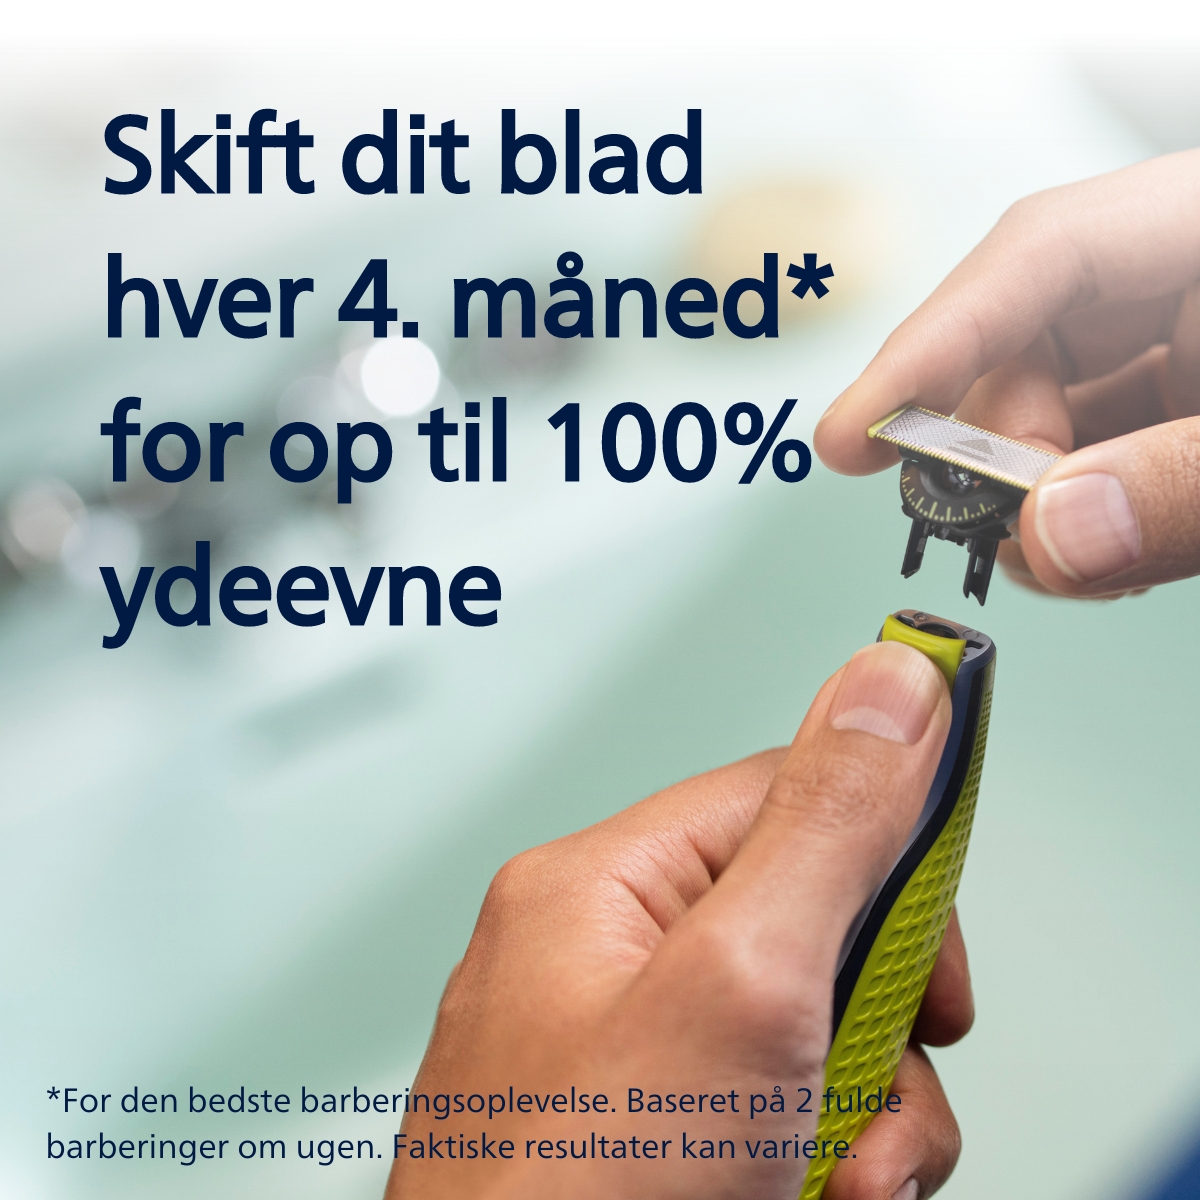 Skift dit blad
hver 4. måned*
for op til 100%
ydeevne
*For den bedste barberingsoplevelse. Baseret på 2 fulde
barberinger om ugen. Faktiske resultater kan variere.